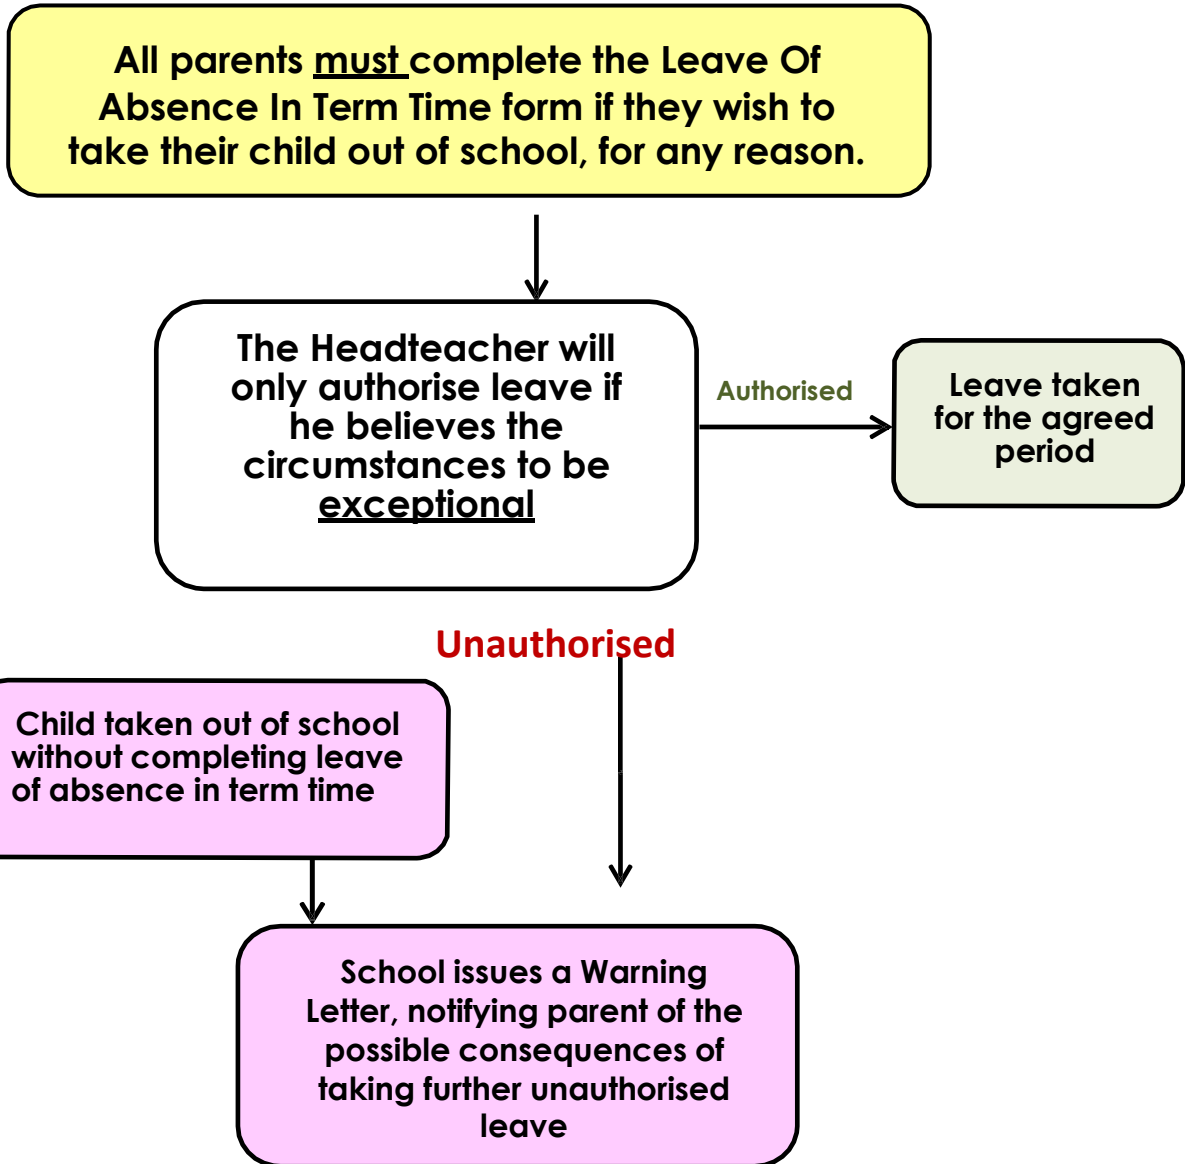 All parents must complete the Leave Of
Absence In Term Time form if they wish to
take their child out of school, for any reason.
The Headteacher will
only authorise leave if
he believes the
circumstances to be
exceptional
Authorised
Leave taken
for the agreed
period
Unauthorised
Child taken out of school
without completing leave
of absence in term time
School issues a Warning
Letter, notifying parent of the
possible consequences of
taking further unauthorised
leave